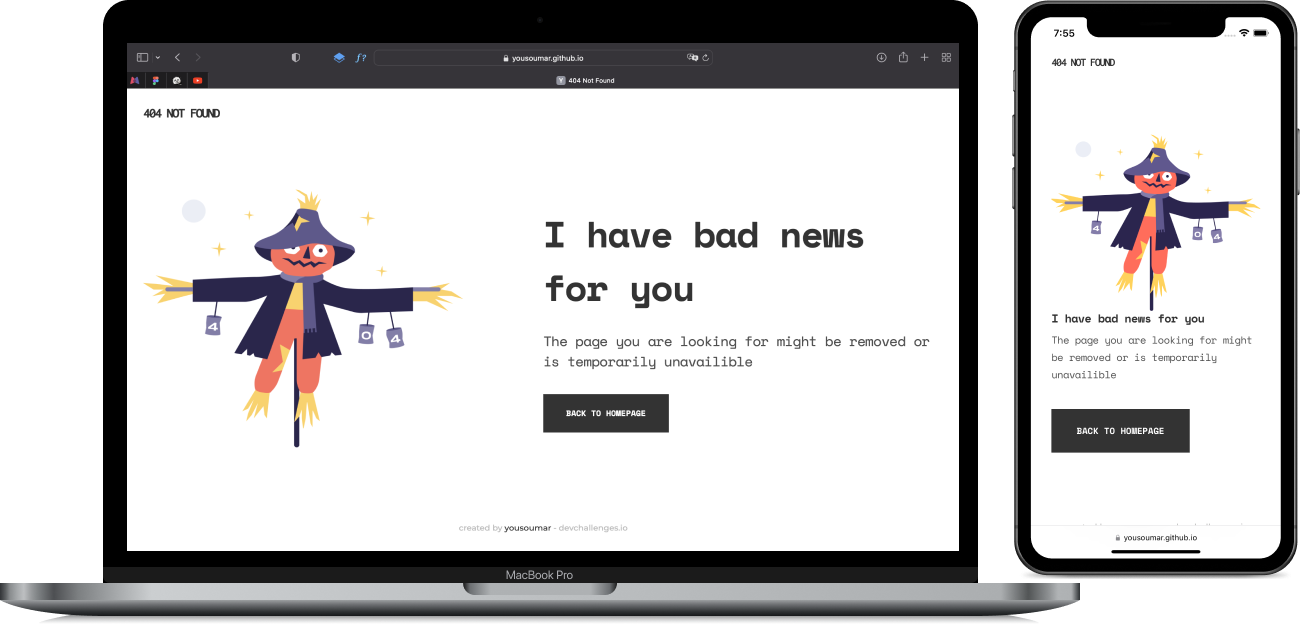 yousoumar.github.io
Y 404 Not Found
404 NOT FOUND
4
0
4
I have bad news
for you
The page you are looking for might be removed or
is temporarily unavailible
BACK TO HOMEPAGE
created by yousoumar - devchallenges.io
MacBook Pro
7:55
404 NOT FOUND
4
0
4
I have bad news for you
The page you are looking for might
be removed or is temporarily
unavailible
BACK TO HOMEPAGE
yousoumar.github.io